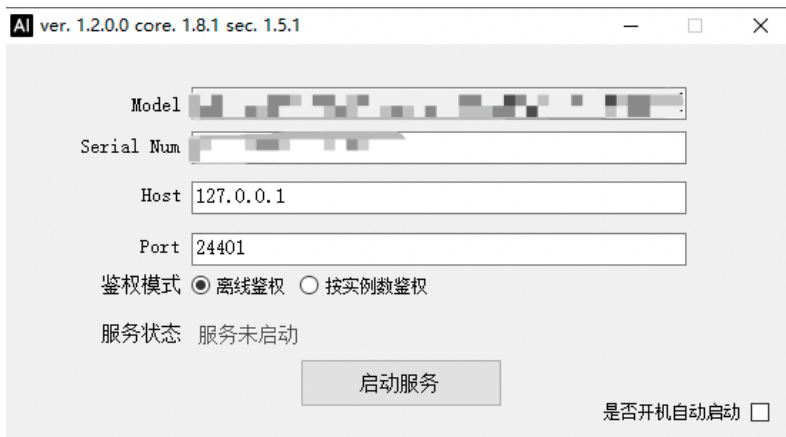 AI ver. 1.2.0.0 core. 1.8.1 sec. 1.5.1
Model
Serial Num
Host 127.0.0.1
Port 24401
鉴权模式 离线鉴权 按实例数鉴权
服务状态 服务未启动
启动服务
是否开机自动启动